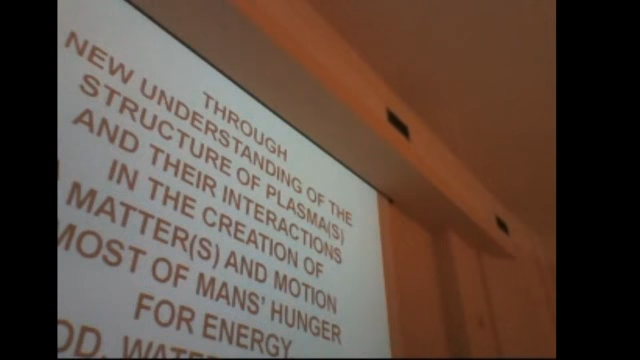 THROUGH
NEW UNDERSTANDING OF THE
STRUCTURE OF PLASMA(S)
AND THEIR INTERACTIONS
IN THE CREATION OF
MATTER(S) AND MOTION
MOST OF MANS' HUNGER
FOR ENERGY